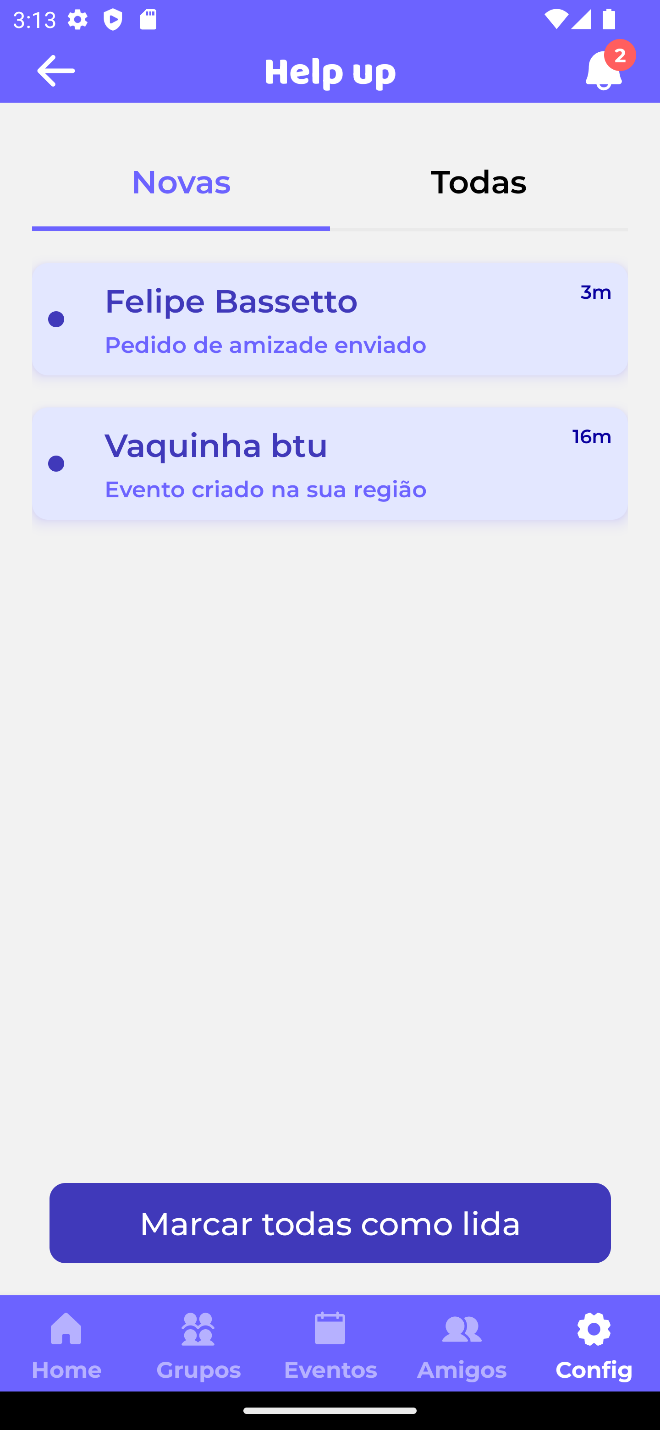 3:13
Help up
2
Novas
Todas
Felipe Bassetto
3m
Pedido de amizade enviado
Vaquinha btu
16m
Evento criado na sua região
Marcar todas como lida
Home
Grupos
Eventos
Amigos
Config